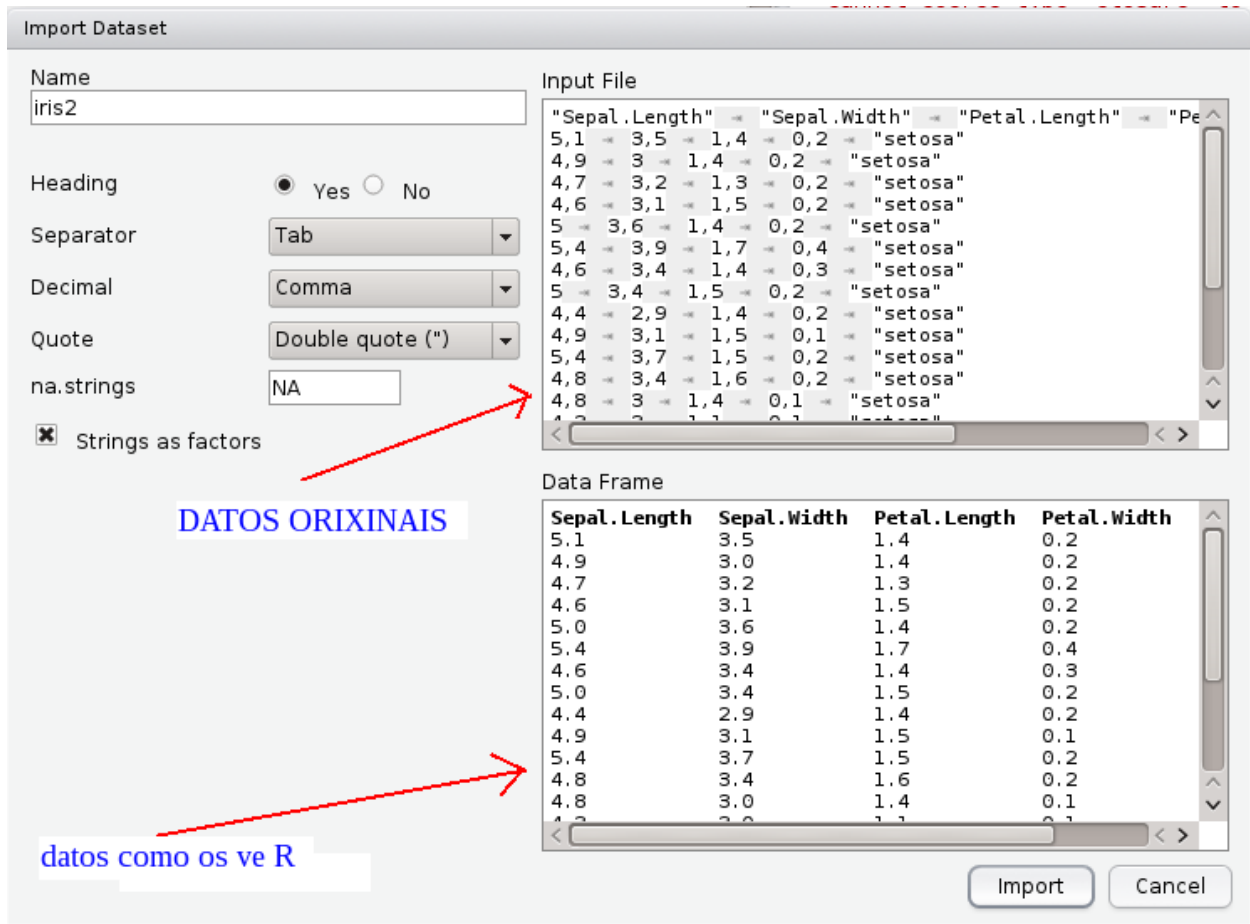 Import Dataset
Name
iris2
Heading
Yes No
Separator
Tab
Decimal
Comma
Quote
Double quote (")
na.strings
NA
Strings as factors
DATOS ORIXINAIS
datos como os ve R
Input File
"Sepal.Length" "Sepal.Width" "Petal.Length" "Pe
5,1 3,5 1,4 0,2 "setosa"
4,9 3 1,4 0,2 "setosa"
4,7 3,2 1,3 0,2 "setosa"
4,6 3,1 1,5 0,2 "setosa"
5 3,6 1,4 0,2 "setosa"
5,4 3,9 1,7 0,4 "setosa"
4,6 3,4 1,4 0,3 "setosa"
5 3,4 1,5 0,2 "setosa"
4,4 2,9 1,4 0,2 "setosa"
4,9 3,1 1,5 0,1 "setosa"
5,4 3,7 1,5 0,2 "setosa"
4,8 3,4 1,6 0,2 "setosa"
4,8 3 1,4 0,1 "setosa"
Data Frame
Sepal.Length Sepal.Width Petal.Length Petal.Width
5.1 3.5 1.4 0.2
4.9 3.0 1.4 0.2
4.7 3.2 1.3 0.2
4.6 3.1 1.5 0.2
5.0 3.6 1.4 0.2
5.4 3.9 1.7 0.4
4.6 3.4 1.4 0.3
5.0 3.4 1.5 0.2
4.4 2.9 1.4 0.2
4.9 3.1 1.5 0.1
5.4 3.7 1.5 0.2
4.8 3.4 1.6 0.2
4.8 3.0 1.4 0.1
Import Cancel